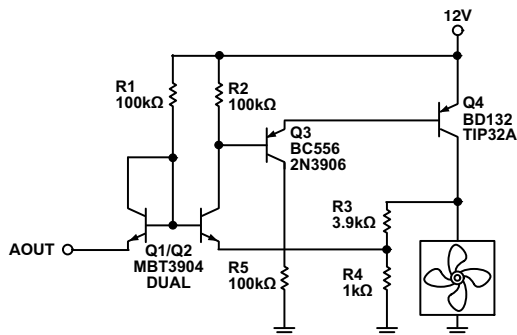 12V
R1
100kΩ
R2
100kΩ
Q4
BD132
TIP32A
Q3
BC556
2N3906
R3
3.9kΩ
AOUT
Q1/Q2
MBT3904
DUAL
R5
100kΩ
R4
1kΩ